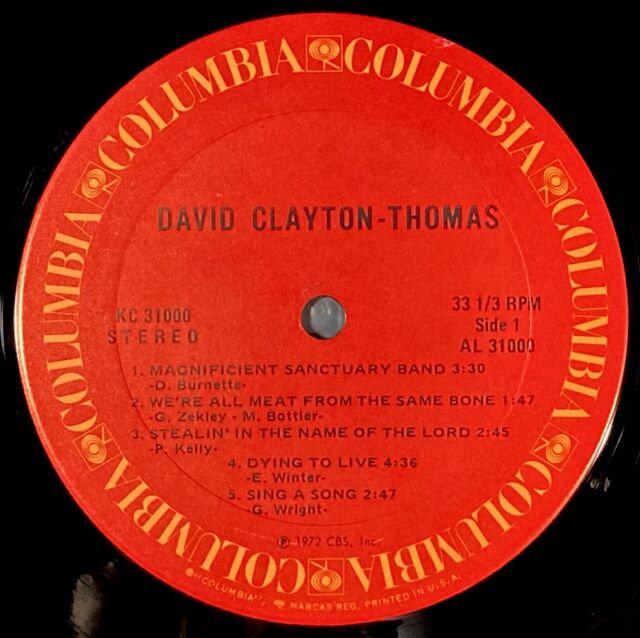 COLUMBIA COLUMBIA COLUMBIA COLUMBIA COLUMBIA COLUMBIA
DAVID CLAYTON-THOMAS
KC 31000
STEREO
33 1/3 RPM
Side 1
AL 31000
1. MAGNIFICIENT SANCTUARY BAND 3:30
-D. Burnette-
2. WE'RE ALL MEAT FROM THE SAME BONE 1:47
-G. Zekley - M. Bottler-
3. STEALIN' IN THE NAME OF THE LORD 2:45
-P. Kelly-
4. DYING TO LIVE 4:36
-E. Winter-
5. SING A SONG 2:47
-G. Wright-
Ⓟ 1972 CBS, Inc.
®"COLUMBIA", MARCAS REG. PRINTED IN U.S.A.